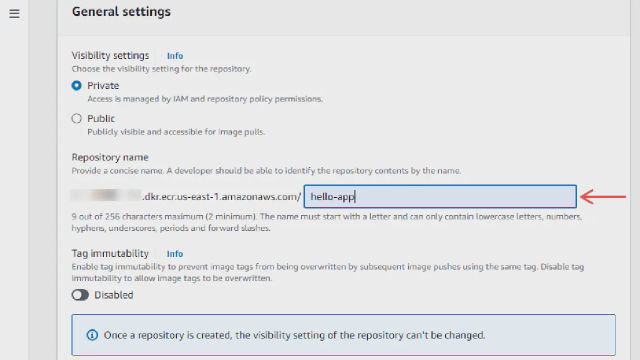 General settings
Visibility settings Info
Choose the visibility setting for the repository.
Private
Access is managed by IAM and repository policy permissions.
Public
Publicly visible and accessible for image pulls.
Repository name
Provide a concise name. A developer should be able to identify the repository contents by the name.
.dkr.ecr.us-east-1.amazonaws.com/ hello-app
9 out of 256 characters maximum (2 minimum). The name must start with a letter and can only contain lowercase letters, numbers,
hyphens, underscores, periods and forward slashes.
Tag immutability Info
Enable tag immutability to prevent image tags from being overwritten by subsequent image pushes using the same tag. Disable tag
immutability to allow image tags to be overwritten.
Disabled
Once a repository is created, the visibility setting of the repository can't be changed.